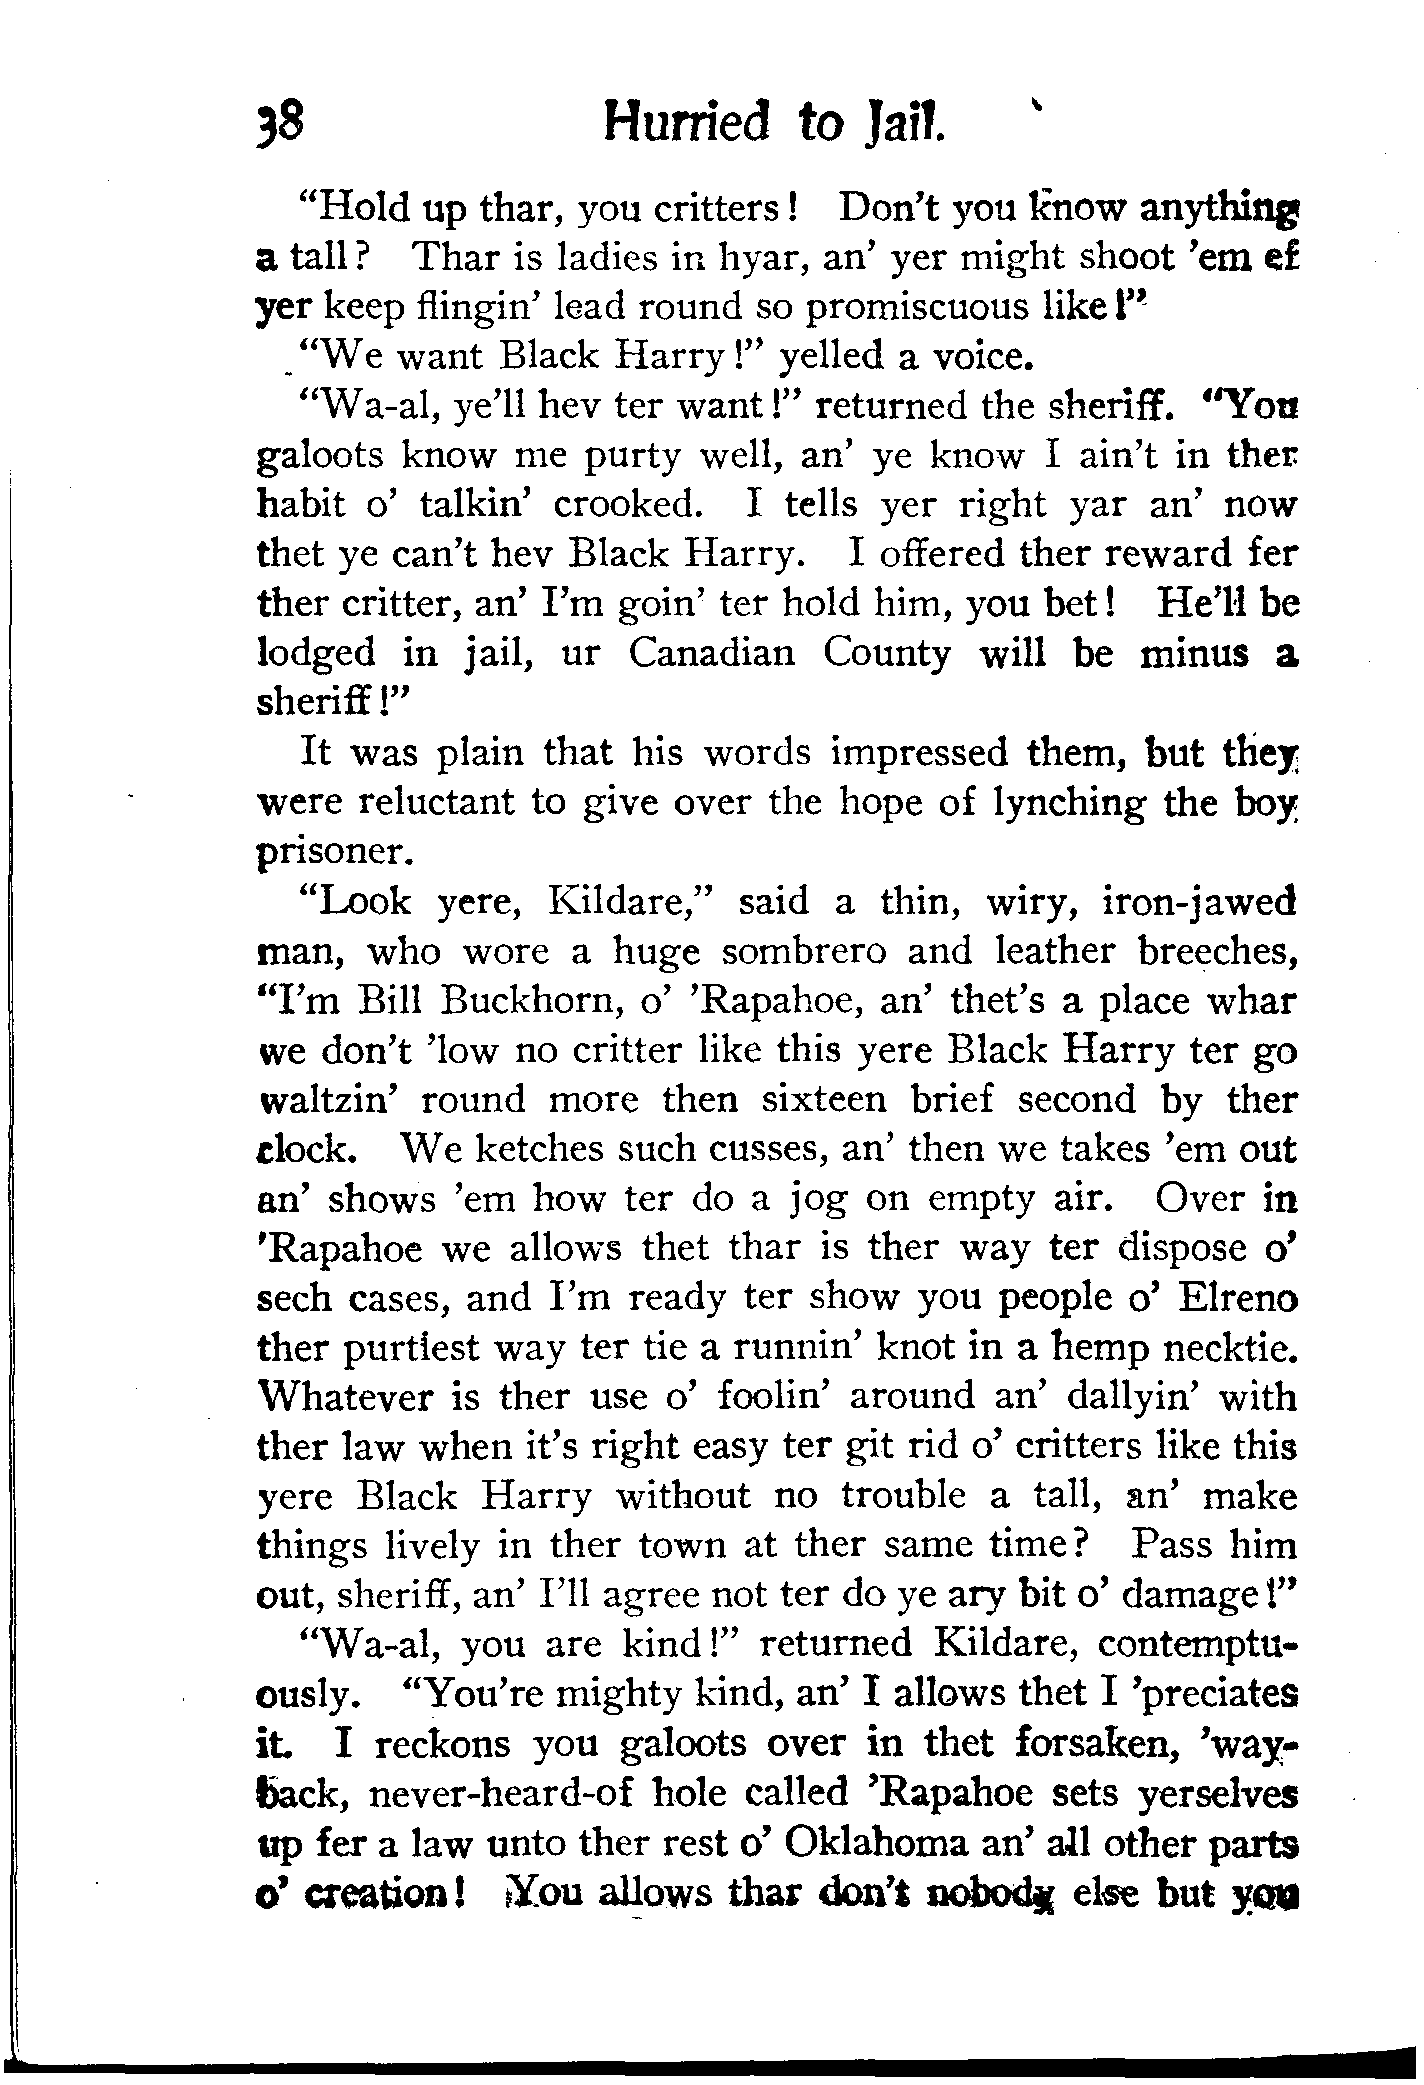 38 Hurried to Jail.
“Hold up thar, you critters! Don’t you know anything
a tall? Thar is ladies in hyar, an’ yer might shoot ’em ef
yer keep flingin’ lead round so promiscuous like!”
“We want Black Harry!” yelled a voice.
“Wa-al, ye’ll hev ter want!” returned the sheriff. “You
galoots know me purty well, an’ ye know I ain’t in ther
habit o’ talkin’ crooked. I tells yer right yar an’ now
thet ye can’t hev Black Harry. I offered ther reward fer
ther critter, an’ I’m goin’ ter hold him, you bet! He’ll be
lodged in jail, ur Canadian County will be minus a
sheriff!”
It was plain that his words impressed them, but they
were reluctant to give over the hope of lynching the boy
prisoner.
“Look yere, Kildare,” said a thin, wiry, iron-jawed
man, who wore a huge sombrero and leather breeches,
“I’m Bill Buckhorn, o’ ’Rapahoe, an’ thet’s a place whar
we don’t ’low no critter like this yere Black Harry ter go
waltzin’ round more then sixteen brief second by ther
clock. We ketches such cusses, an’ then we takes ’em out
an’ shows ’em how ter do a jog on empty air. Over in
’Rapahoe we allows thet thar is ther way ter dispose o’
sech cases, and I’m ready ter show you people o’ Elreno
ther purtiest way ter tie a runnin’ knot in a hemp necktie.
Whatever is ther use o’ foolin’ around an’ dallyin’ with
ther law when it’s right easy ter git rid o’ critters like this
yere Black Harry without no trouble a tall, an’ make
things lively in ther town at ther same time? Pass him
out, sheriff, an’ I’ll agree not ter do ye ary bit o’ damage!”
“Wa-al, you are kind!” returned Kildare, contemptu-
ously. “You’re mighty kind, an’ I allows thet I ’preciates
it. I reckons you galoots over in thet forsaken, ’way-
back, never-heard-of hole called ’Rapahoe sets yerselves
up fer a law unto ther rest o’ Oklahoma an’ all other parts
o’ creation! You allows thar don’t nobody else but you